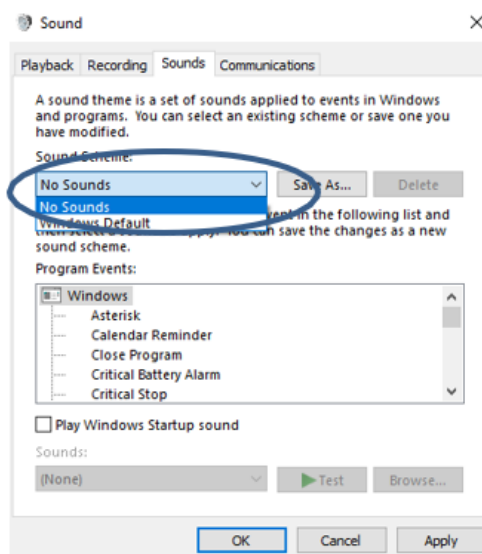 Sound
Playback Recording Sounds Communications
A sound theme is a set of sounds applied to events in Windows
and programs. You can select an existing scheme or save one you
have modified.
Sound Scheme:
No Sounds
Save As...
Delete
No Sounds
Windows Default
in the following list and
can save the changes as a new
sound scheme.
Program Events:
Windows
Asterisk
Calendar Reminder
Close Program
Critical Battery Alarm
Critical Stop
Play Windows Startup sound
Sounds:
(None)
Test
Browse...
OK
Cancel
Apply